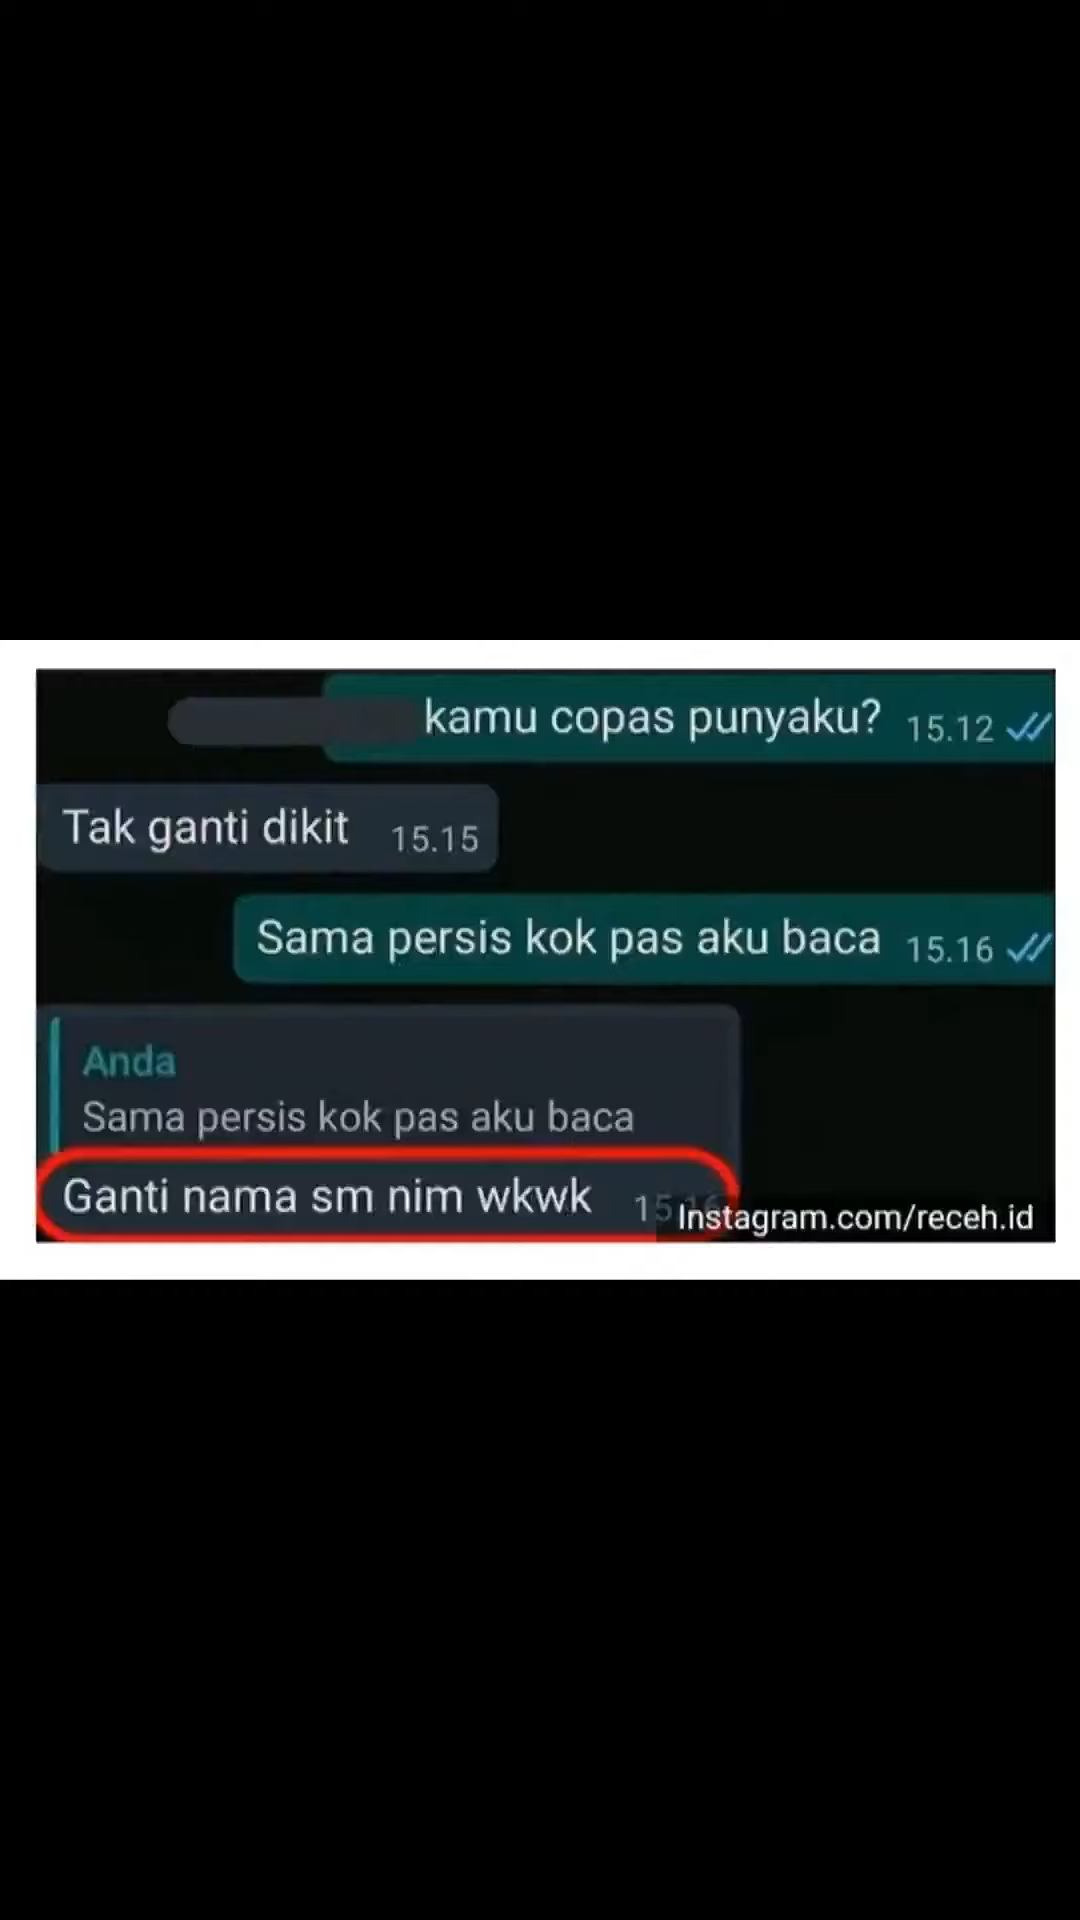 kamu copas punyaku? 15.12
Tak ganti dikit 15.15
Sama persis kok pas aku baca 15.16
Anda
Sama persis kok pas aku baca
Ganti nama sm nim wkwk
Instagram.com/receh.id